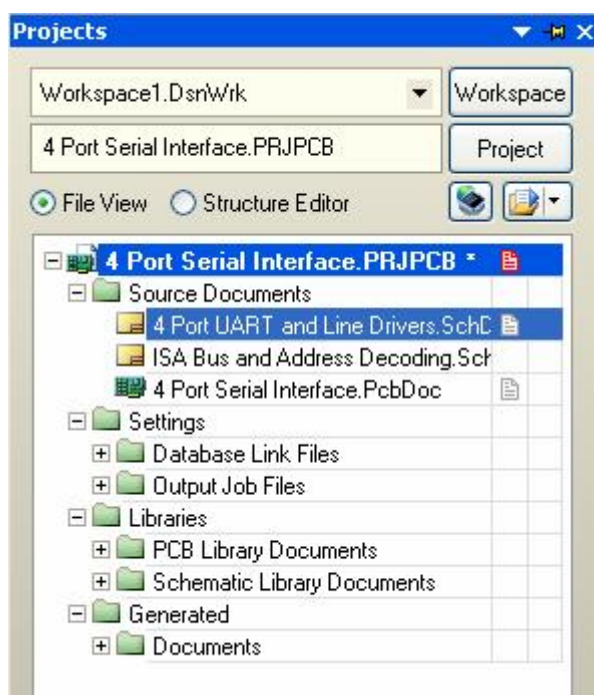 Projects
Workspace1.DsnWrk
Workspace
4 Port Serial Interface.PRJPCB
Project
File View
Structure Editor
4 Port Serial Interface.PRJPCB *
Source Documents
4 Port UART and Line Drivers.SchD
ISA Bus and Address Decoding.Sch
4 Port Serial Interface.PcbDoc
Settings
Database Link Files
Output Job Files
Libraries
PCB Library Documents
Schematic Library Documents
Generated
Documents